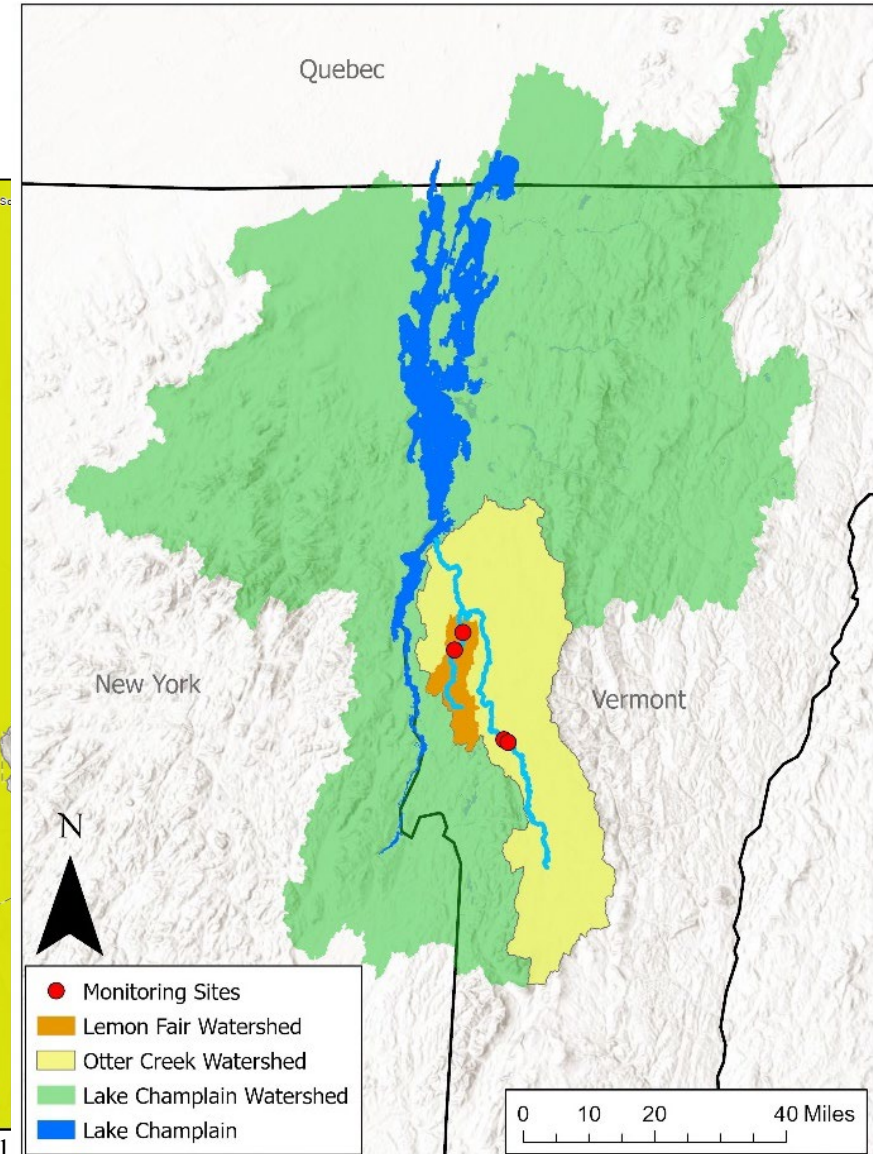 Quebec
New York
Vermont
N
Monitoring Sites
Lemon Fair Watershed
Otter Creek Watershed
Lake Champlain Watershed
Lake Champlain
0 10 20 40 Miles